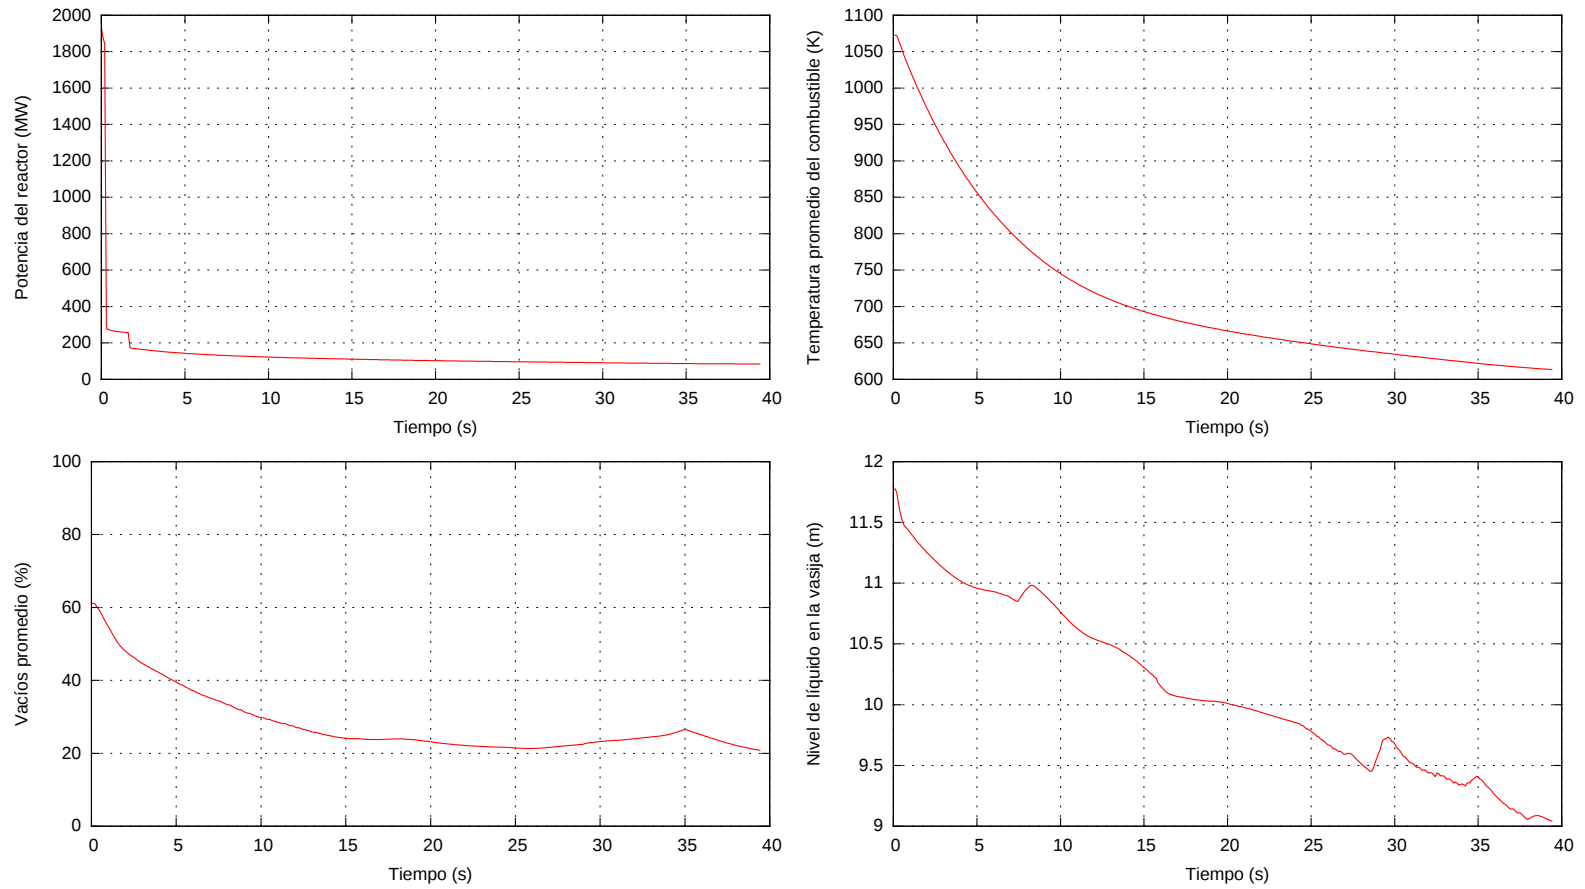 Potencia del reactor (MW)
2000
1800
1600
1400
1200
1000
800
600
400
200
0
0 5 10 15 20 25 30 35 40
Tiempo (s)
Temperatura promedio del combustible (K)
1100
1050
1000
950
900
850
800
750
700
650
600
0 5 10 15 20 25 30 35 40
Tiempo (s)
Vacíos promedio (%)
100
80
60
40
20
0
0 5 10 15 20 25 30 35 40
Tiempo (s)
Nivel de líquido en la vasija (m)
12
11.5
11
10.5
10
9.5
9
0 5 10 15 20 25 30 35 40
Tiempo (s)